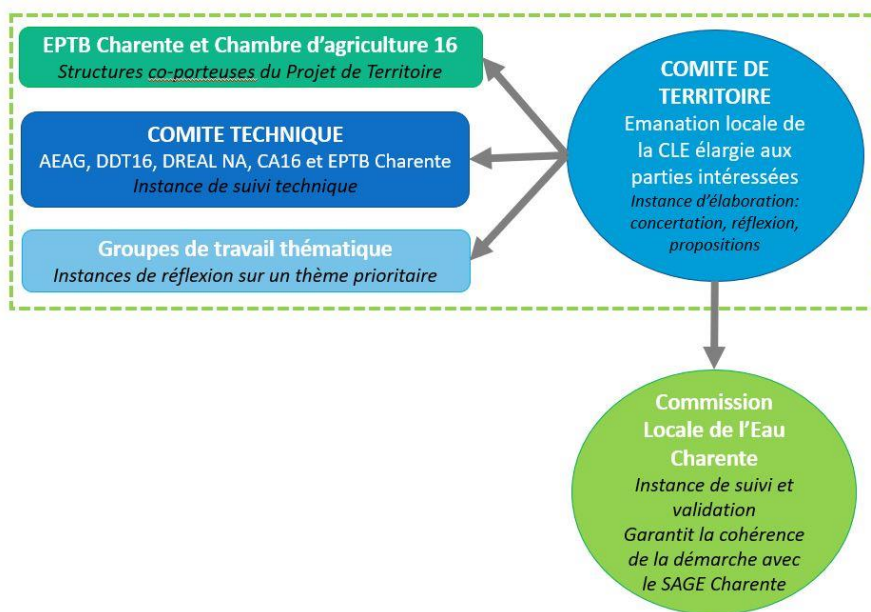 EPTB Charente et Chambre d'agriculture 16
Structures co-porteuses du Projet de Territoire
COMITE TECHNIQUE
AEAG, DDT16, DREAL NA, CA16 et EPTB Charente
Instance de suivi technique
Groupes de travail thématique
Instances de réflexion sur un thème prioritaire
COMITE DE
TERRITOIRE
Emanation locale de
la CLE élargie aux
parties intéressées
Instance d'élaboration:
concertation, réflexion,
propositions
Commission
Locale de l'Eau
Charente
Instance de suivi et
validation
Garantit la cohérence
de la démarche avec
le SAGE Charente